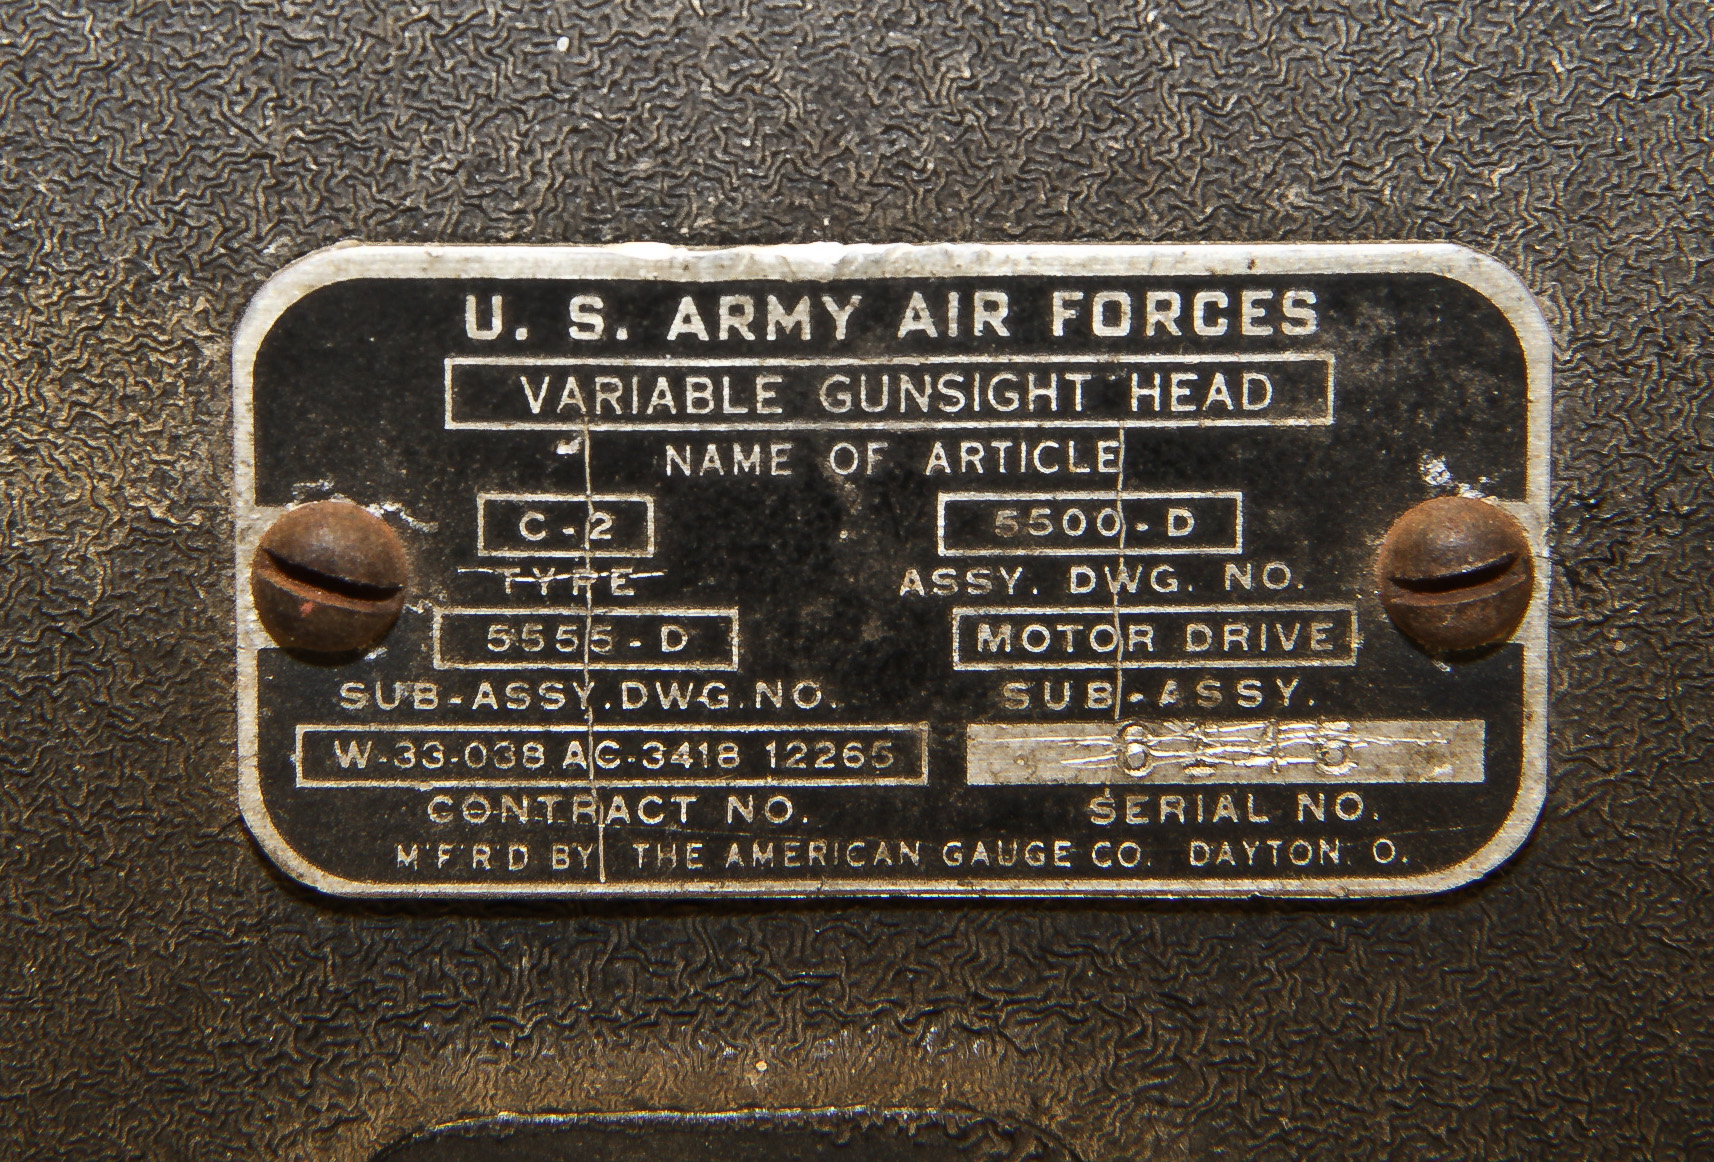 U. S. ARMY AIR FORCES
VARIABLE GUNSIGHT HEAD
NAME OF ARTICLE
C-2 5500-D
TYPE ASSY. DWG. NO.
5555-D MOTOR DRIVE
SUB-ASSY.DWG.NO. SUB-ASSY.
W-33-038 AC-3418 12265
CONTRACT NO. SERIAL NO.
M'F'R'D BY THE AMERICAN GAUGE CO. DAYTON. O.